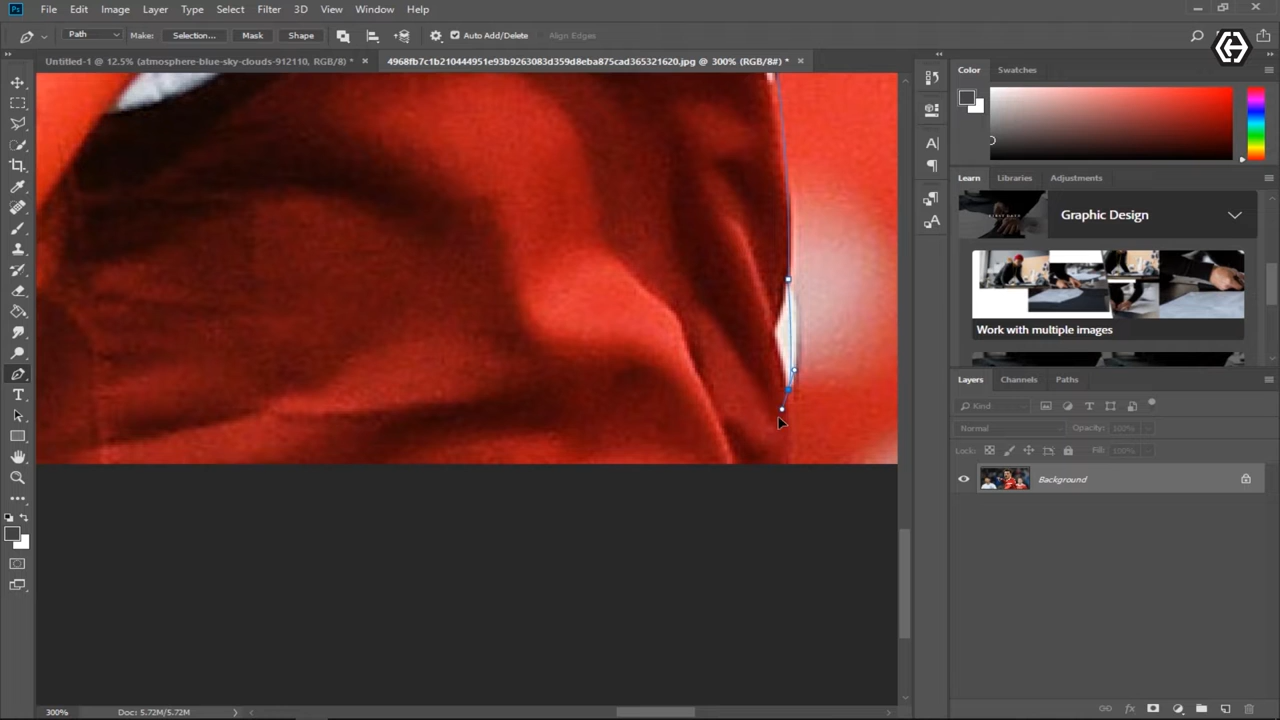 Ps File Edit Image Layer Type Select Filter 3D View Window Help
Path Make: Selection... Mask Shape Auto Add/Delete Align Edges
Untitled-1 @ 12.5% (atmosphere-blue-sky-clouds-912110, RGB/8) * × 4968fb7c1b210444951e93b9263083d359d8eba875cad365321620.jpg @ 300% (RGB/8#) * ×
Color Swatches
Learn Libraries Adjustments
Graphic Design
Work with multiple images
Layers Channels Paths
Kind
Normal Opacity: 100%
Lock: Fill: 100%
Background
300% Doc: 5.72M/5.72M